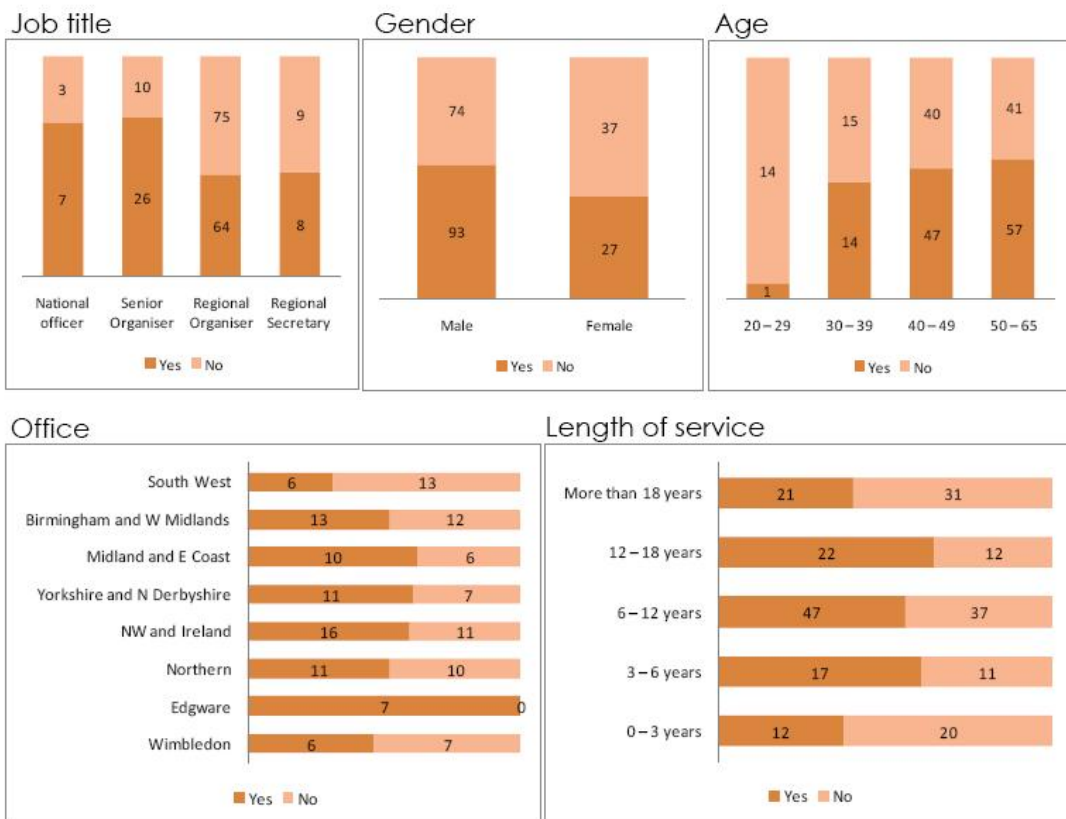 Job title
3
10
75
9
7
26
64
8
National officer
Senior Organiser
Regional Organiser
Regional Secretary
Yes No
Gender
74
37
93
27
Male Female
Yes No
Age
14
15
40
41
1
14
47
57
20–29 30–39 40–49 50–65
Yes No
Office
South West 6 13
Birmingham and W Midlands 13 12
Midland and E Coast 10 6
Yorkshire and N Derbyshire 11 7
NW and Ireland 16 11
Northern 11 10
Edgware 7 0
Wimbledon 6 7
Yes No
Length of service
More than 18 years 21 31
12–18 years 22 12
6–12 years 47 37
3–6 years 17 11
0–3 years 12 20
Yes No